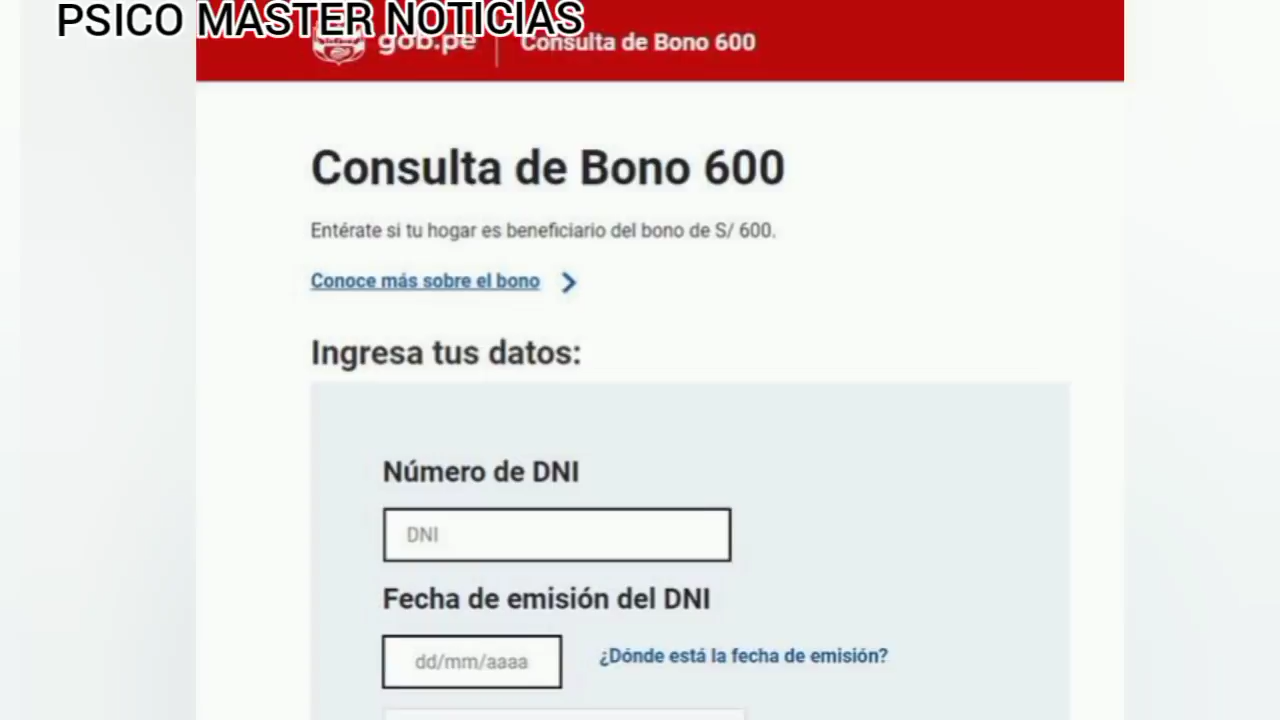 PSICO MASTER NOTICIAS
gob.pe | Consulta de Bono 600
Consulta de Bono 600
Entérate si tu hogar es beneficiario del bono de S/ 600.
Conoce más sobre el bono
Ingresa tus datos:
Número de DNI
DNI
Fecha de emisión del DNI
dd/mm/aaaa
¿Dónde está la fecha de emisión?